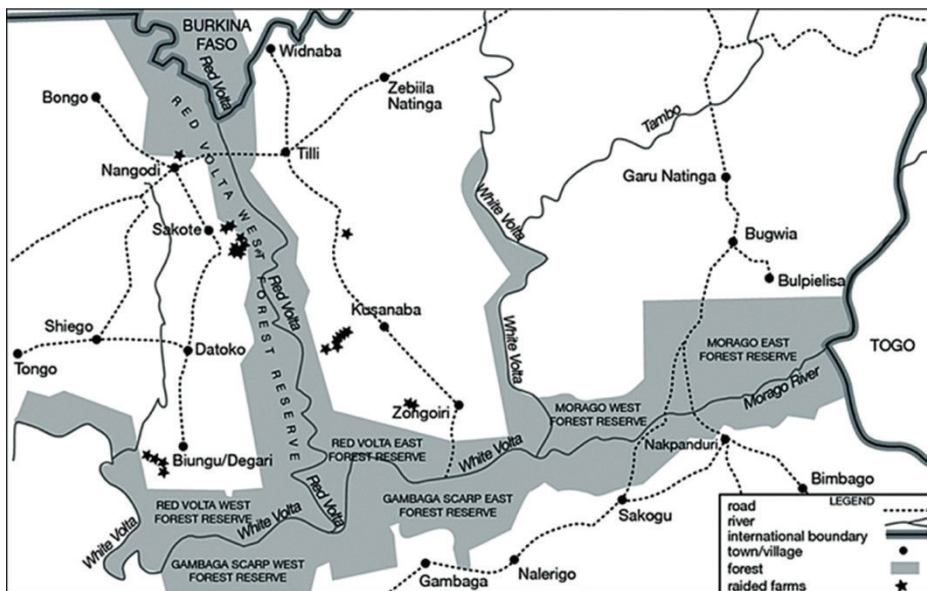 BURKINA
FASO
Widnaba
Red Volta
Zebiila
Natinga
Bongo
RED VOLTA WEST FOREST RESERVE
Tambo
Tilli
Nangodi
Garu Natinga
White Volta
Sakote
Bugwia
Red Volta
Bulpielisa
Kusanaba
White Volta
Shiego
Datoko
MORAGO EAST
FOREST RESERVE
TOGO
Tongo
Morago River
Zongoiri
MORAGO WEST
FOREST RESERVE
RED VOLTA EAST
FOREST RESERVE
White Volta
Nakpanduri
Biungu/Degari
Bimbago
RED VOLTA WEST
FOREST RESERVE
Red Volta
GAMBAGA SCARP EAST
FOREST RESERVE
Sakogu
White Volta
White Volta
GAMBAGA SCARP WEST
FOREST RESERVE
Gambaga
Nalerigo
LEGEND
road
river
international boundary
town/village
forest
raided farms